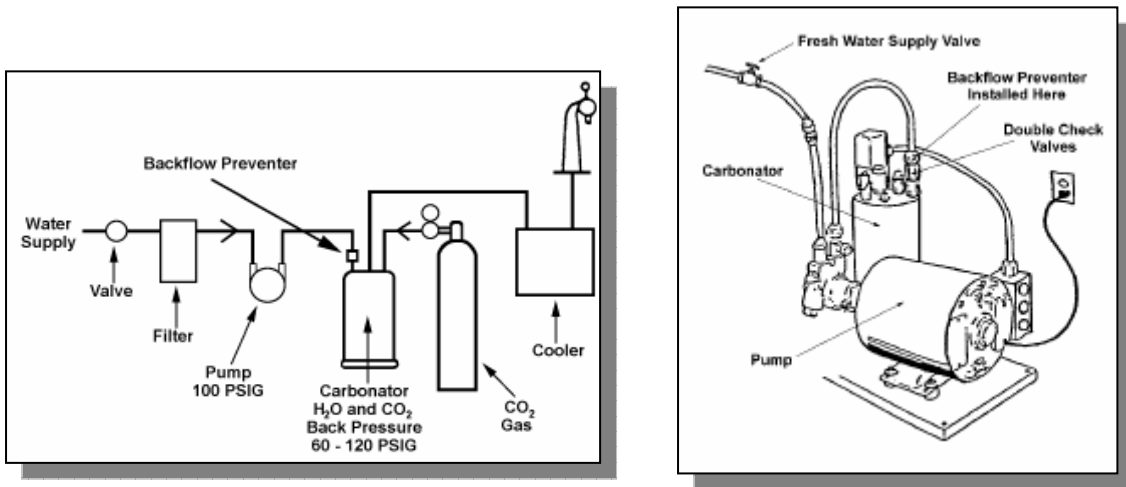 Backflow Preventer
Water
Supply
Valve
Filter
Pump
100 PSIG
Carbonator
H₂O and CO₂
Back Pressure
60 - 120 PSIG
CO₂
Gas
Cooler
Fresh Water Supply Valve
Backflow Preventer
Installed Here
Double Check
Valves
Carbonator
Pump